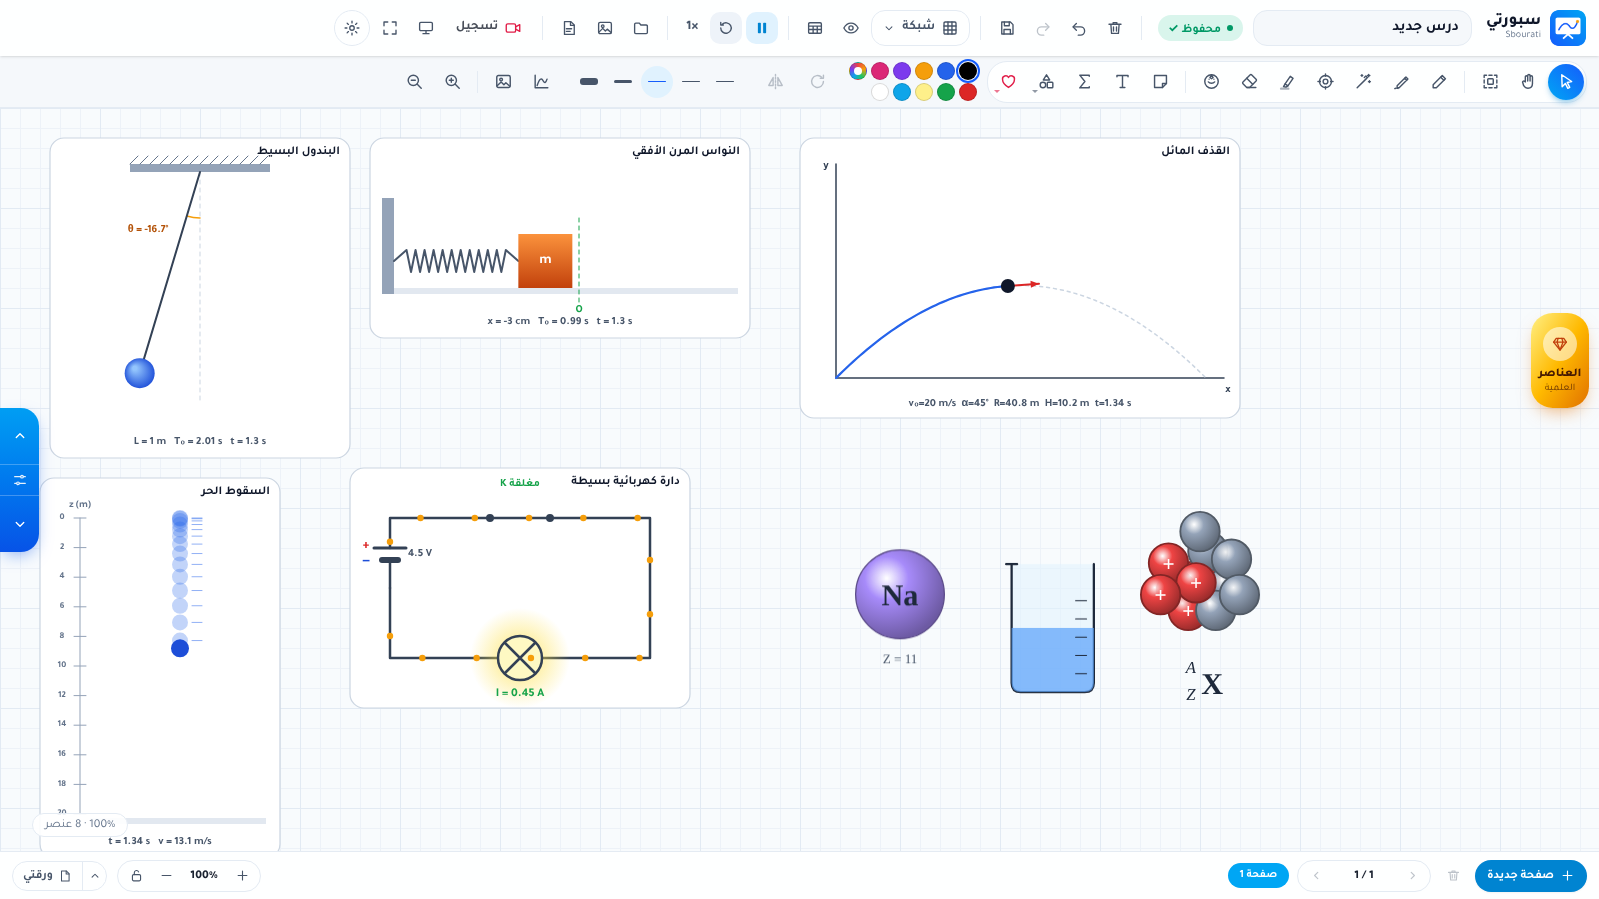 سبورتي
Sbourati
درس جديد
محفوظ ✓
شبكة
1×
تسجيل
القذف المائل
y
x
v₀=20 m/s α=45° R=40.8 m H=10.2 m t=1.34 s
النواس المرن الأفقي
m
O
x = -3 cm T₀ = 0.99 s t = 1.3 s
البندول البسيط
θ = -16.7°
L = 1 m T₀ = 2.01 s t = 1.3 s
العناصر
العلمية
دارة كهربائية بسيطة
K مغلقة
+
−
4.5 V
I = 0.45 A
السقوط الحر
z (m)
0
2
4
6
8
10
12
14
16
18
20
t = 1.34 s v = 13.1 m/s
100% · 8 عنصر
Na
Z = 11
+
+
+
+
A
Z
X
صفحة جديدة
1 / 1
صفحة 1
100%
ورقتي